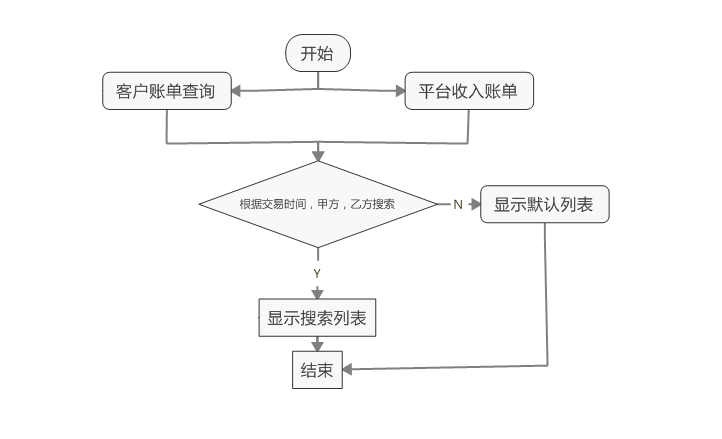 开始
客户账单查询
平台收入账单
根据交易时间，甲方，乙方搜索
N
显示默认列表
Y
显示搜索列表
结束